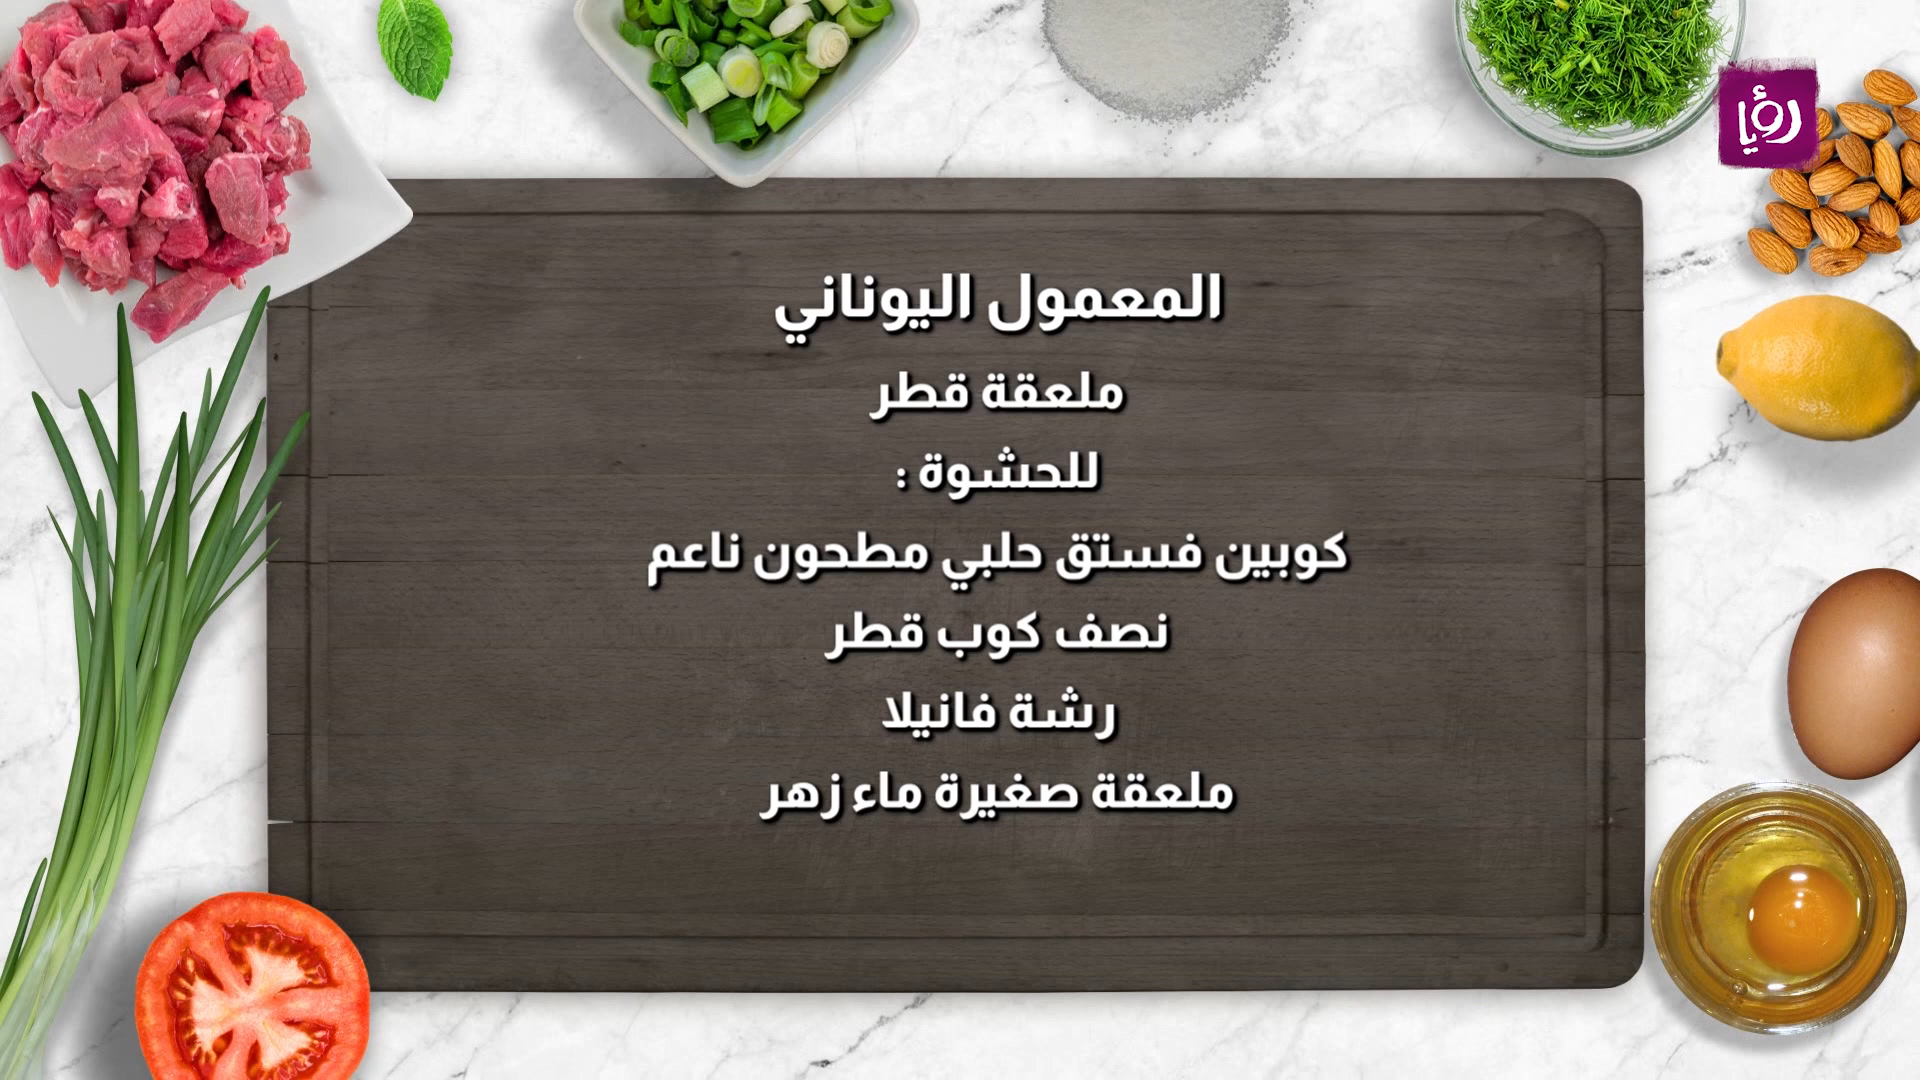 رؤيا
المعمول اليوناني
ملعقة قطر
للحشوة :
كوبين فستق حلبي مطحون ناعم
نصف كوب قطر
رشة فانيلا
ملعقة صغيرة ماء زهر